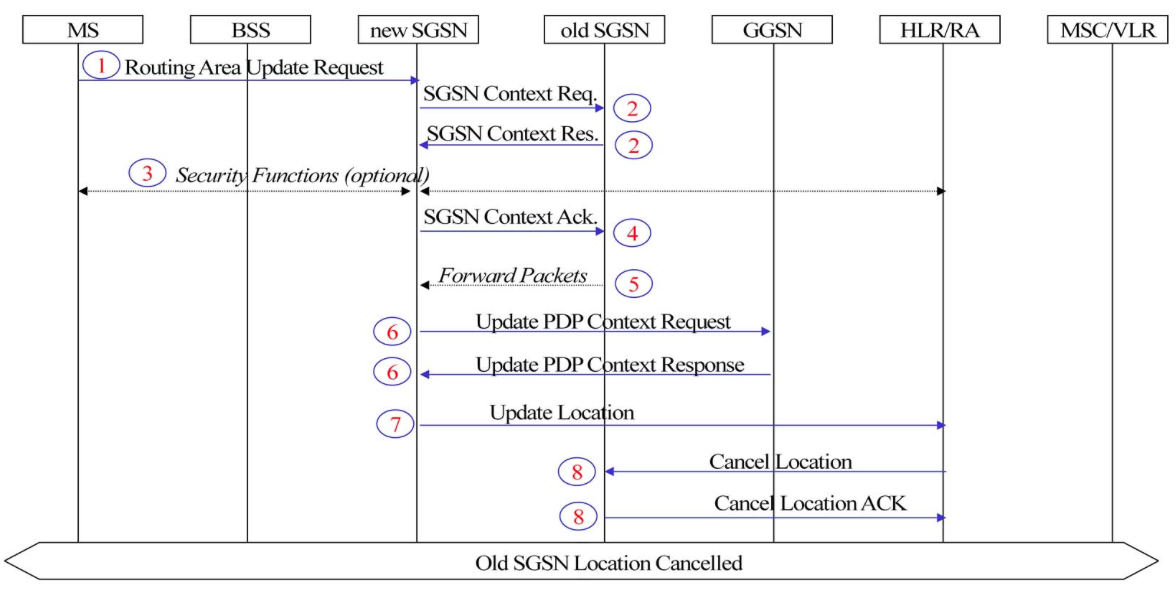 MS BSS new SGSN old SGSN GGSN HLR/RA MSC/VLR
1 Routing Area Update Request
SGSN Context Req. 2
SGSN Context Res. 2
3 Security Functions (optional)
SGSN Context Ack. 4
Forward Packets 5
6 Update PDP Context Request
6 Update PDP Context Response
7 Update Location
8 Cancel Location
8 Cancel Location ACK
Old SGSN Location Cancelled